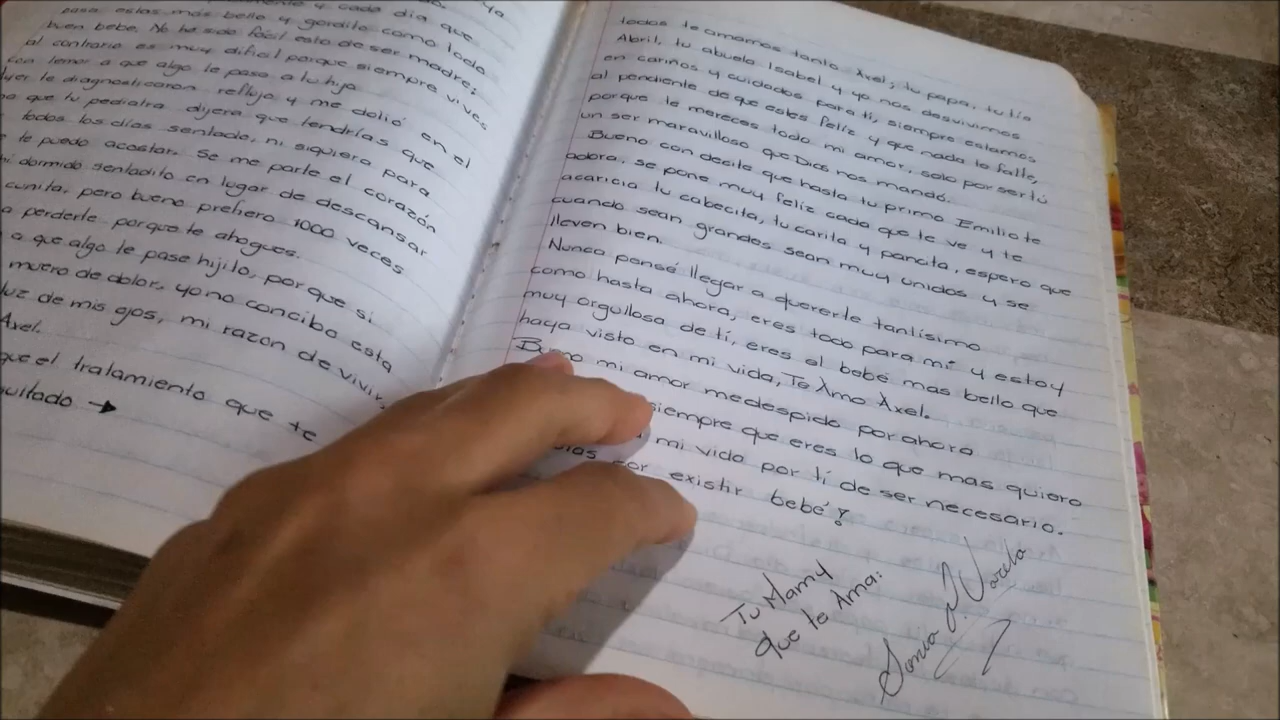 ya
y cada día que
pasa estas más bello y gordito como todo
buen bebe. No ha sido fácil esto de ser madre;
al contrario es muy difícil porque siempre vives
con temor a que algo le pase a tu hijo
le diagnosticaron reflujo y me dolió en el
que tu pediatra dijera que tendrías que
todos los días sentado, ni siquiera para
te puedo acostar. Se me parte el corazón
dormido sentadito en lugar de descansar
cunita, pero bueno prefiero 1000 veces
a perderte porque te ahogues.
a que algo te pase hijito, porque si
muero de dolor, yo no concibo esta
luz de mis ojos, mi razón de vivir,
Axel.
que el tratamiento que te
→
todos te amamos tanto Axel; tu papa, tu tía
Abril, tu abuela Isabel y yo nos desvivimos
en cariños y cuidados para tí, siempre estamos
al pendiente de que estes feliz y que nada te falte,
porque te mereces todo mi amor, solo por ser tú
un ser maravilloso que Dios nos mandó.
Bueno con decirte que hasta tu primo Emilio te
adora, se pone muy feliz cada que te ve y te
acaricia tu cabecita, tu carita y pancita, espero que
cuando sean grandes sean muy unidos y se
lleven bien.
Nunca pensé llegar a quererte tantísimo
como hasta ahora, eres todo para mí y estoy
muy orgullosa de tí, eres el bebé mas bello que
haya visto en mi vida, Te Amo Axel.
mi amor me despido por ahora
siempre que eres lo que mas quiero
mi vida por tí de ser necesario.
por existir bebé!
Tu Mamy
que te Ama:
Sonia J. Varela